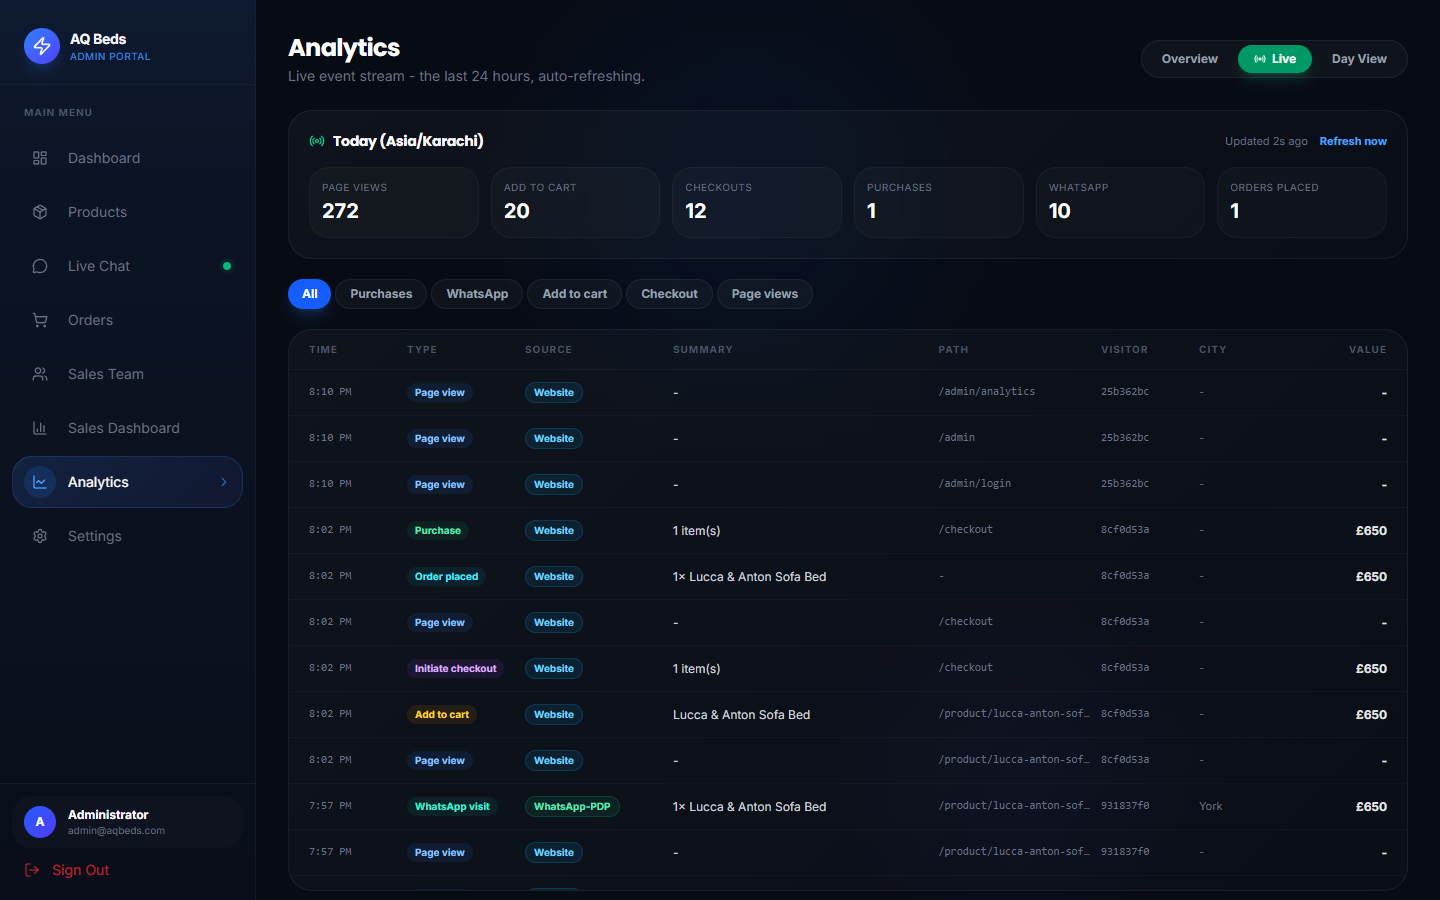 AQ Beds
ADMIN PORTAL
MAIN MENU
Dashboard
Products
Live Chat
Orders
Sales Team
Sales Dashboard
Analytics
Settings
A
Administrator
admin@aqbeds.com
Sign Out
Analytics
Live event stream - the last 24 hours, auto-refreshing.
Overview Live Day View
Today (Asia/Karachi)
Updated 2s ago Refresh now
PAGE VIEWS ADD TO CART CHECKOUTS PURCHASES WHATSAPP ORDERS PLACED
272 20 12 1 10 1
All Purchases WhatsApp Add to cart Checkout Page views
TIME TYPE SOURCE SUMMARY PATH VISITOR CITY VALUE
8:10 PM Page view Website - /admin/analytics 25b362bc - -
8:10 PM Page view Website - /admin 25b362bc - -
8:10 PM Page view Website - /admin/login 25b362bc - -
8:02 PM Purchase Website 1 item(s) /checkout 8cf0d53a - £650
8:02 PM Order placed Website 1× Lucca & Anton Sofa Bed - 8cf0d53a - £650
8:02 PM Page view Website - /checkout 8cf0d53a - -
8:02 PM Initiate checkout Website 1 item(s) /checkout 8cf0d53a - £650
8:02 PM Add to cart Website Lucca & Anton Sofa Bed /product/lucca-anton-sof… 8cf0d53a - £650
8:02 PM Page view Website - /product/lucca-anton-sof… 8cf0d53a - -
7:57 PM WhatsApp visit WhatsApp-PDP 1× Lucca & Anton Sofa Bed /product/lucca-anton-sof… 931837f0 York £650
7:57 PM Page view Website - /product/lucca-anton-sof… 931837f0 - -